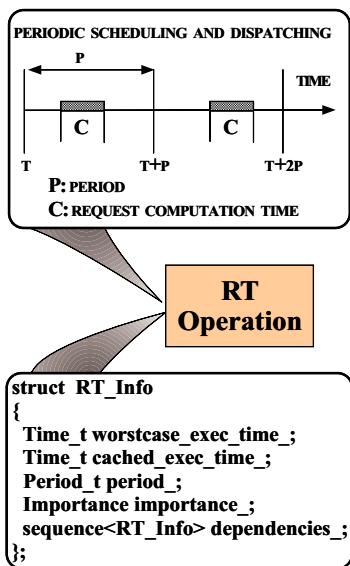 PERIODIC SCHEDULING AND DISPATCHING
P
TIME
C C
T T+P T+2P
P: PERIOD
C: REQUEST COMPUTATION TIME
RT
Operation
struct RT_Info
{
Time_t worstcase_exec_time_;
Time_t cached_exec_time_;
Period_t period_;
Importance importance_;
sequence<RT_Info> dependencies_;
};